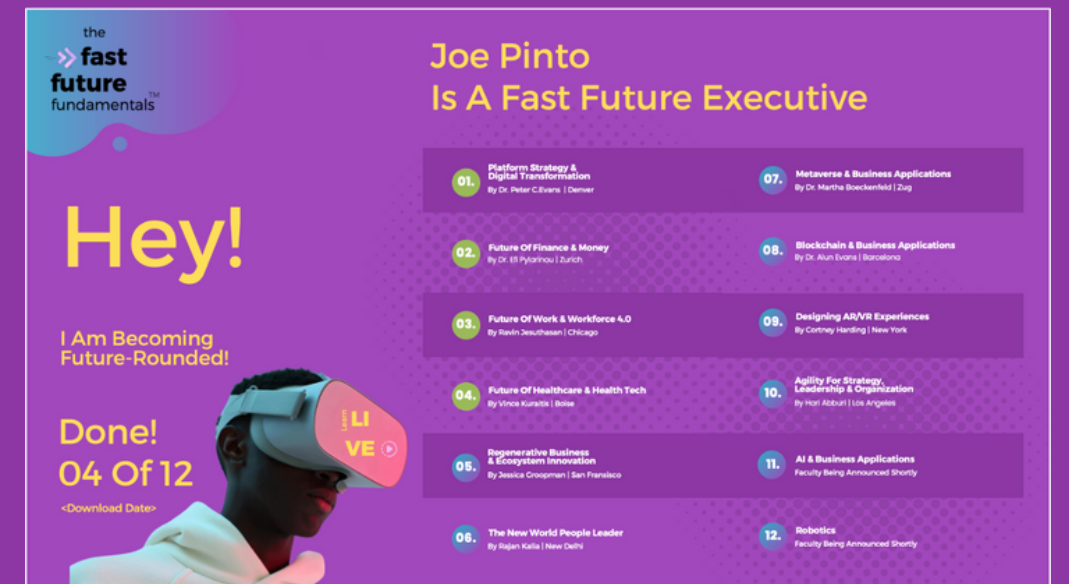 the
fast
future
fundamentals™
Joe Pinto
Is A Fast Future Executive
Hey!
I Am Becoming
Future-Rounded!
Done!
04 Of 12
<Download Date>
Learn
LI
VE
01.
Platform Strategy &
Digital Transformation
By Dr. Peter C.Evans | Denver
02.
Future Of Finance & Money
By Dr. Efi Pylarinou | Zurich
03.
Future Of Work & Workforce 4.0
By Ravin Jesuthasan | Chicago
04.
Future Of Healthcare & Health Tech
By Vince Kuraitis | Boise
05.
Regenerative Business
& Ecosystem Innovation
By Jessica Groopman | San Fransisco
06.
The New World People Leader
By Rajan Kalia | New Delhi
07.
Metaverse & Business Applications
By Dr. Martha Boeckenfeld | Zug
08.
Blockchain & Business Applications
By Dr. Alun Evans | Barcelona
09.
Designing AR/VR Experiences
By Cortney Harding | New York
10.
Agility For Strategy,
Leadership & Organization
By Hari Abburi | Los Angeles
11.
AI & Business Applications
Faculty Being Announced Shortly
12.
Robotics
Faculty Being Announced Shortly